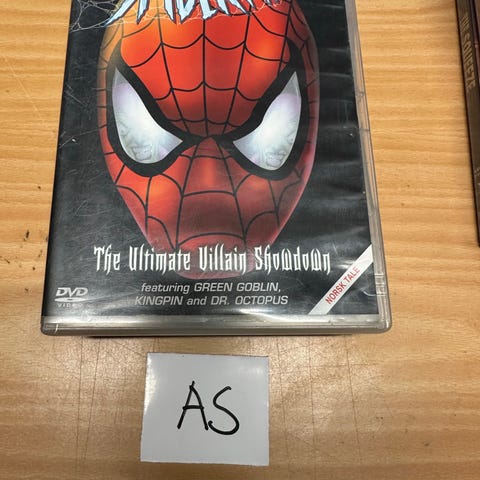 The Ultimate Villain Showdown
featuring GREEN GOBLIN,
KINGPIN and DR. OCTOPUS
NORSK TALE
DVD
VIDEO
AS